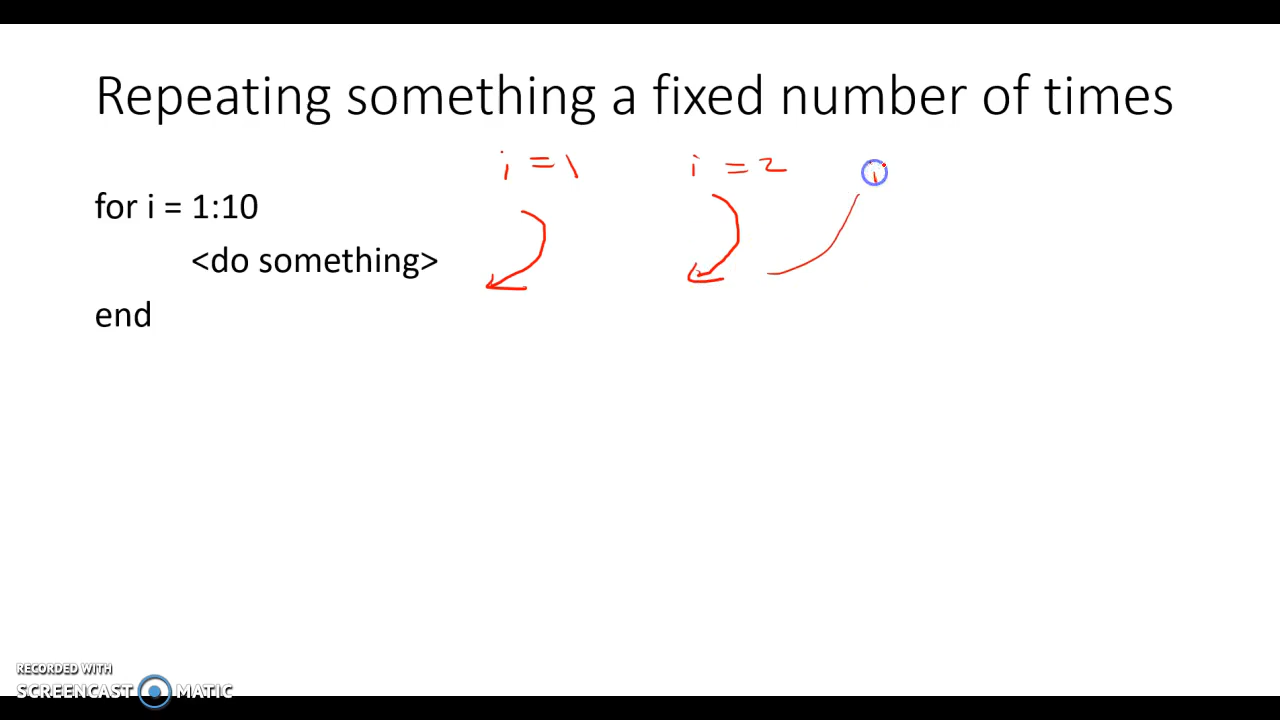 Repeating something a fixed number of times
i = 1 i = 2 i
for i = 1:10
<do something>
end
RECORDED WITH
SCREENCAST MATIC